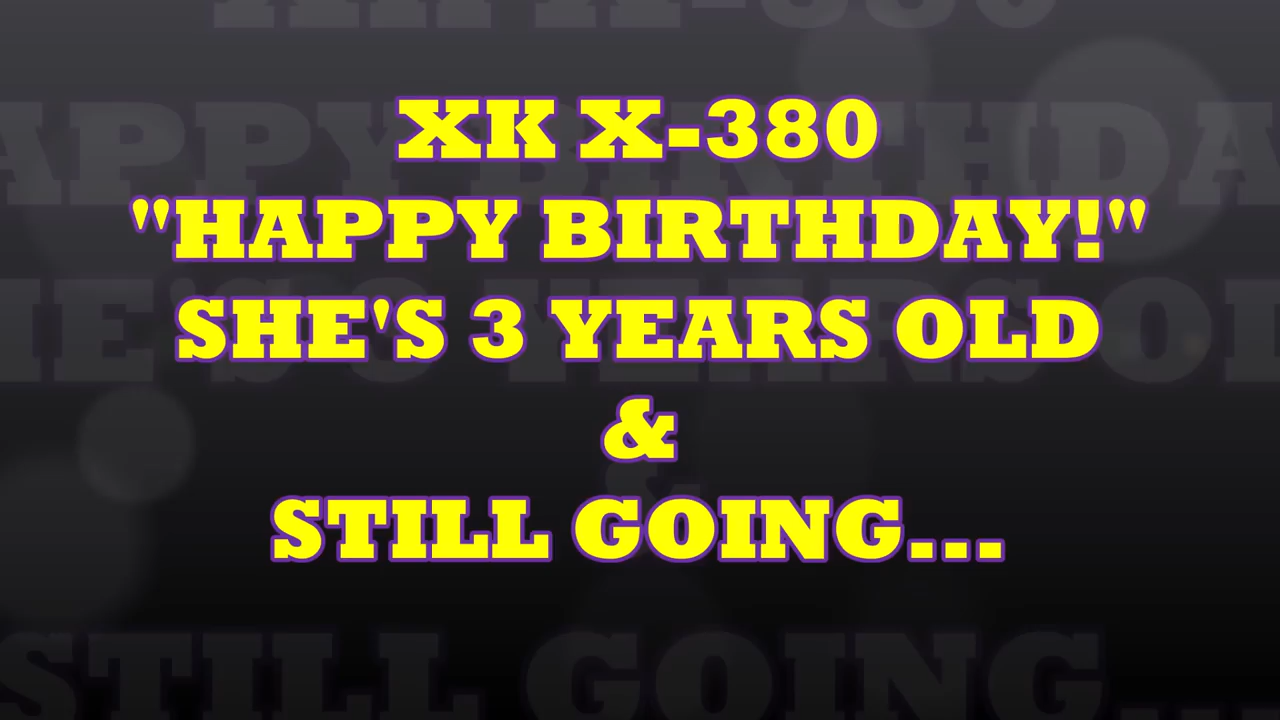 XK X-380
"HAPPY BIRTHDAY!"
SHE'S 3 YEARS OLD
&
STILL GOING...